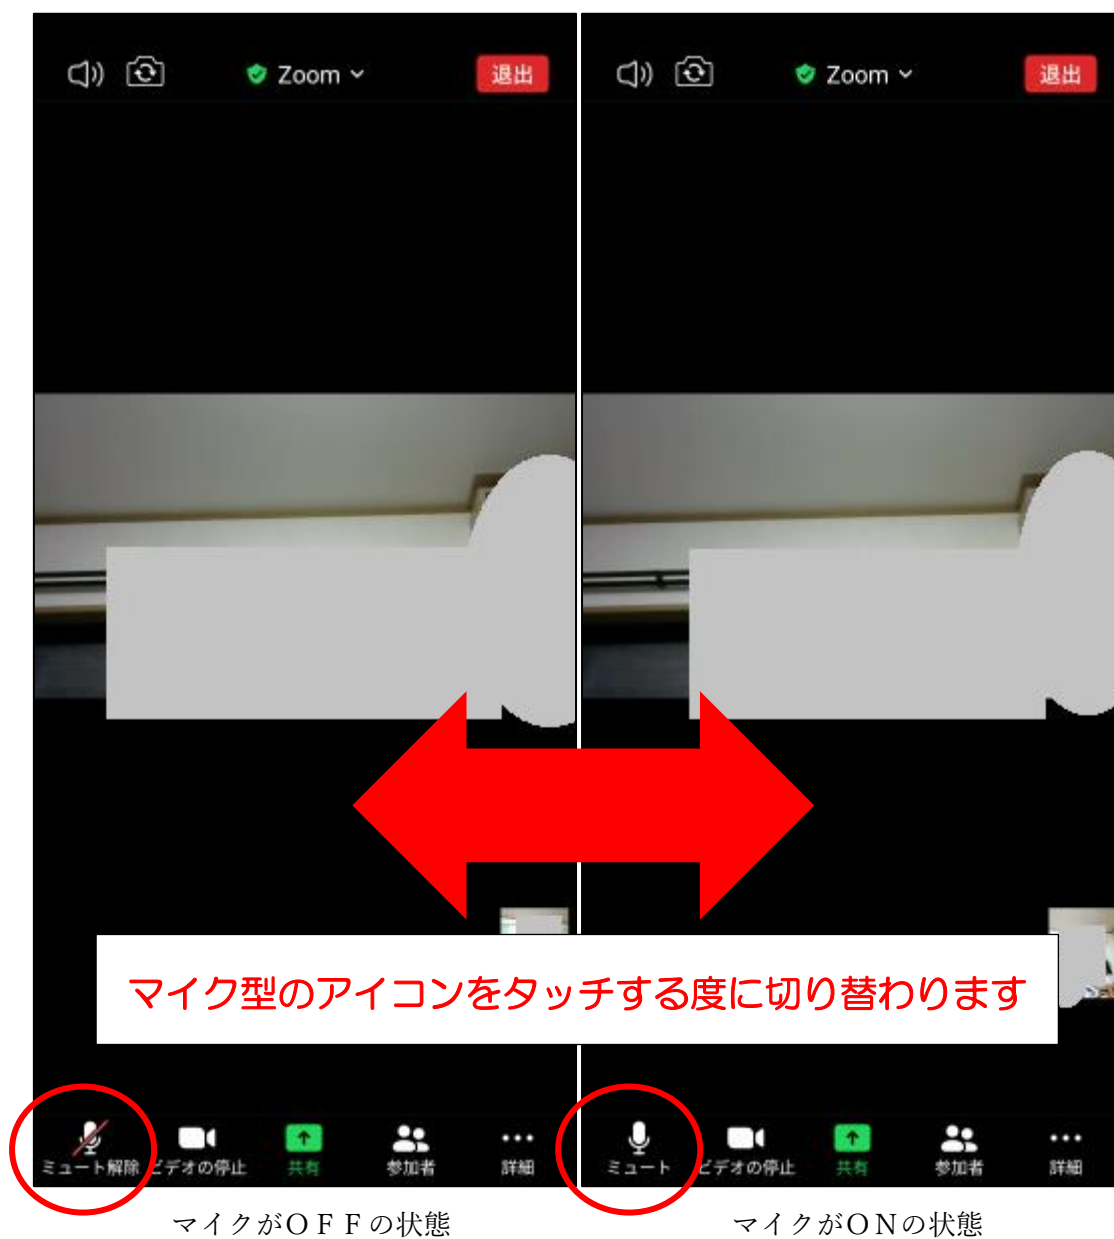 Zoom
退出
Zoom
退出
マイク型のアイコンをタッチする度に切り替わります
ミュート解除
ビデオの停止
共有
参加者
詳細
ミュート
ビデオの停止
共有
参加者
詳細
マイクがOFFの状態
マイクがONの状態